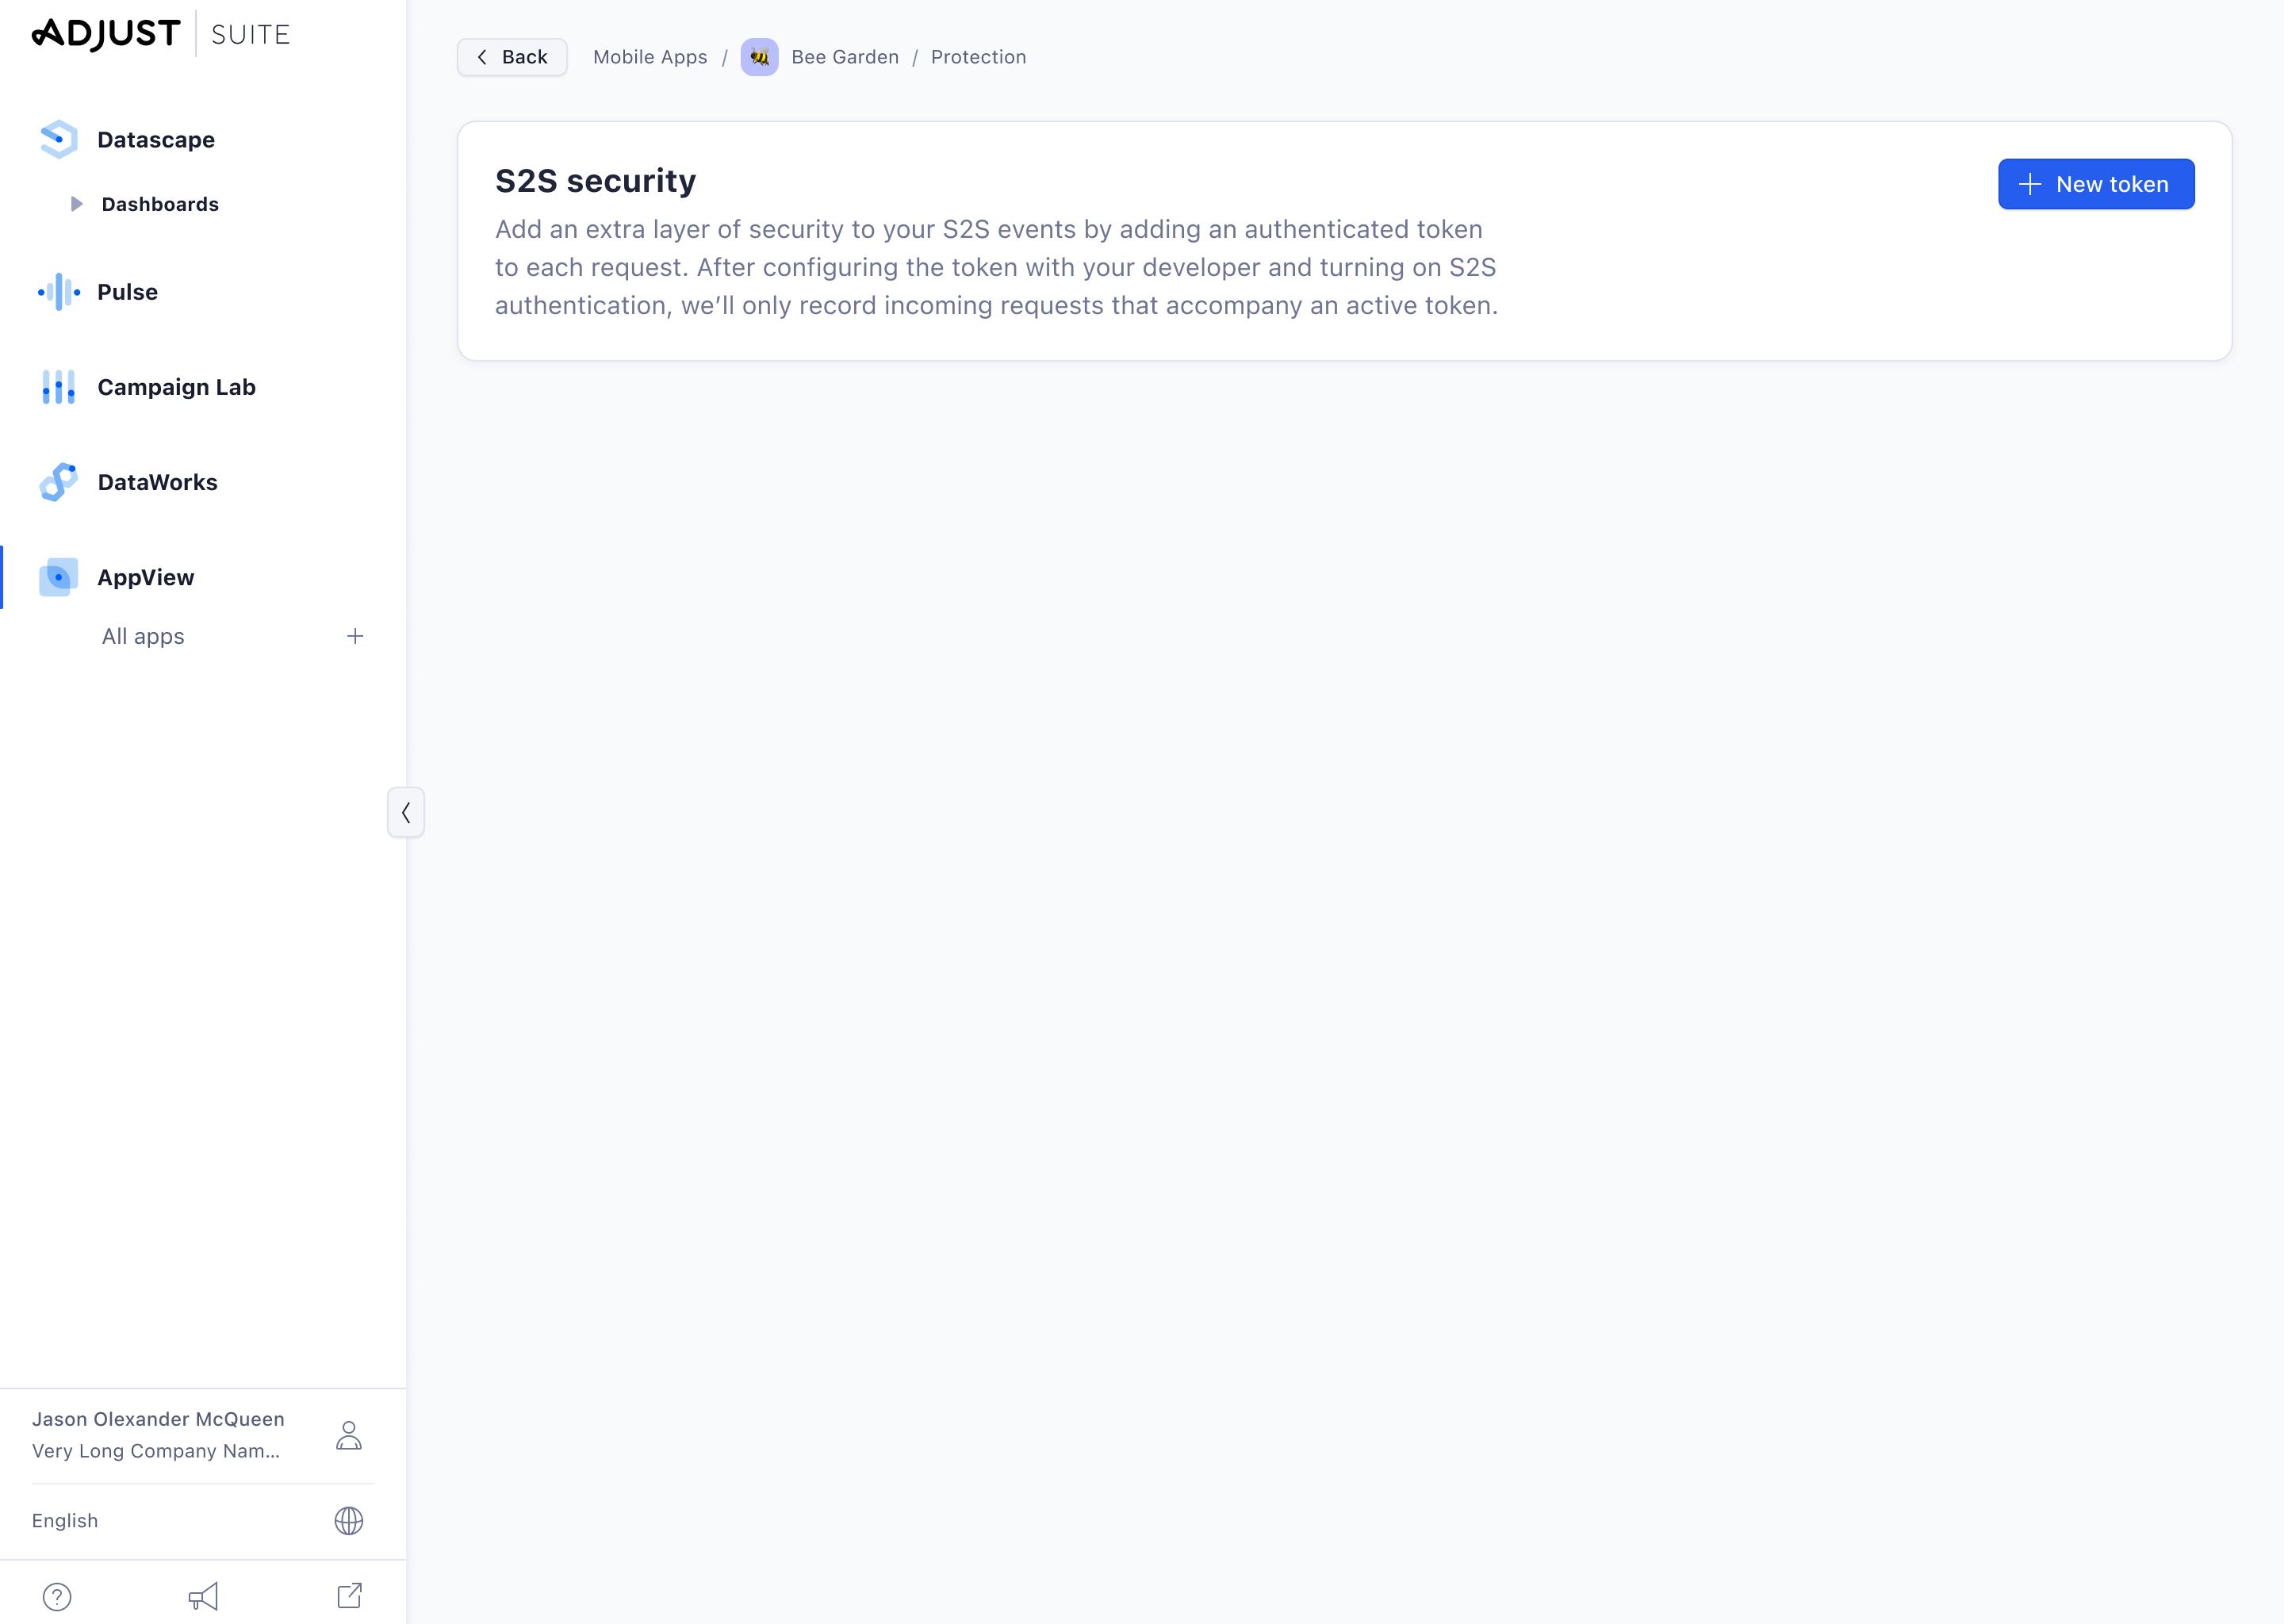 ADJUST SUITE
Datascape
Dashboards
Pulse
Campaign Lab
DataWorks
AppView
All apps
Jason Olexander McQueen
Very Long Company Nam...
English
Back Mobile Apps / Bee Garden / Protection
S2S security
New token
Add an extra layer of security to your S2S events by adding an authenticated token
to each request. After configuring the token with your developer and turning on S2S
authentication, we’ll only record incoming requests that accompany an active token.